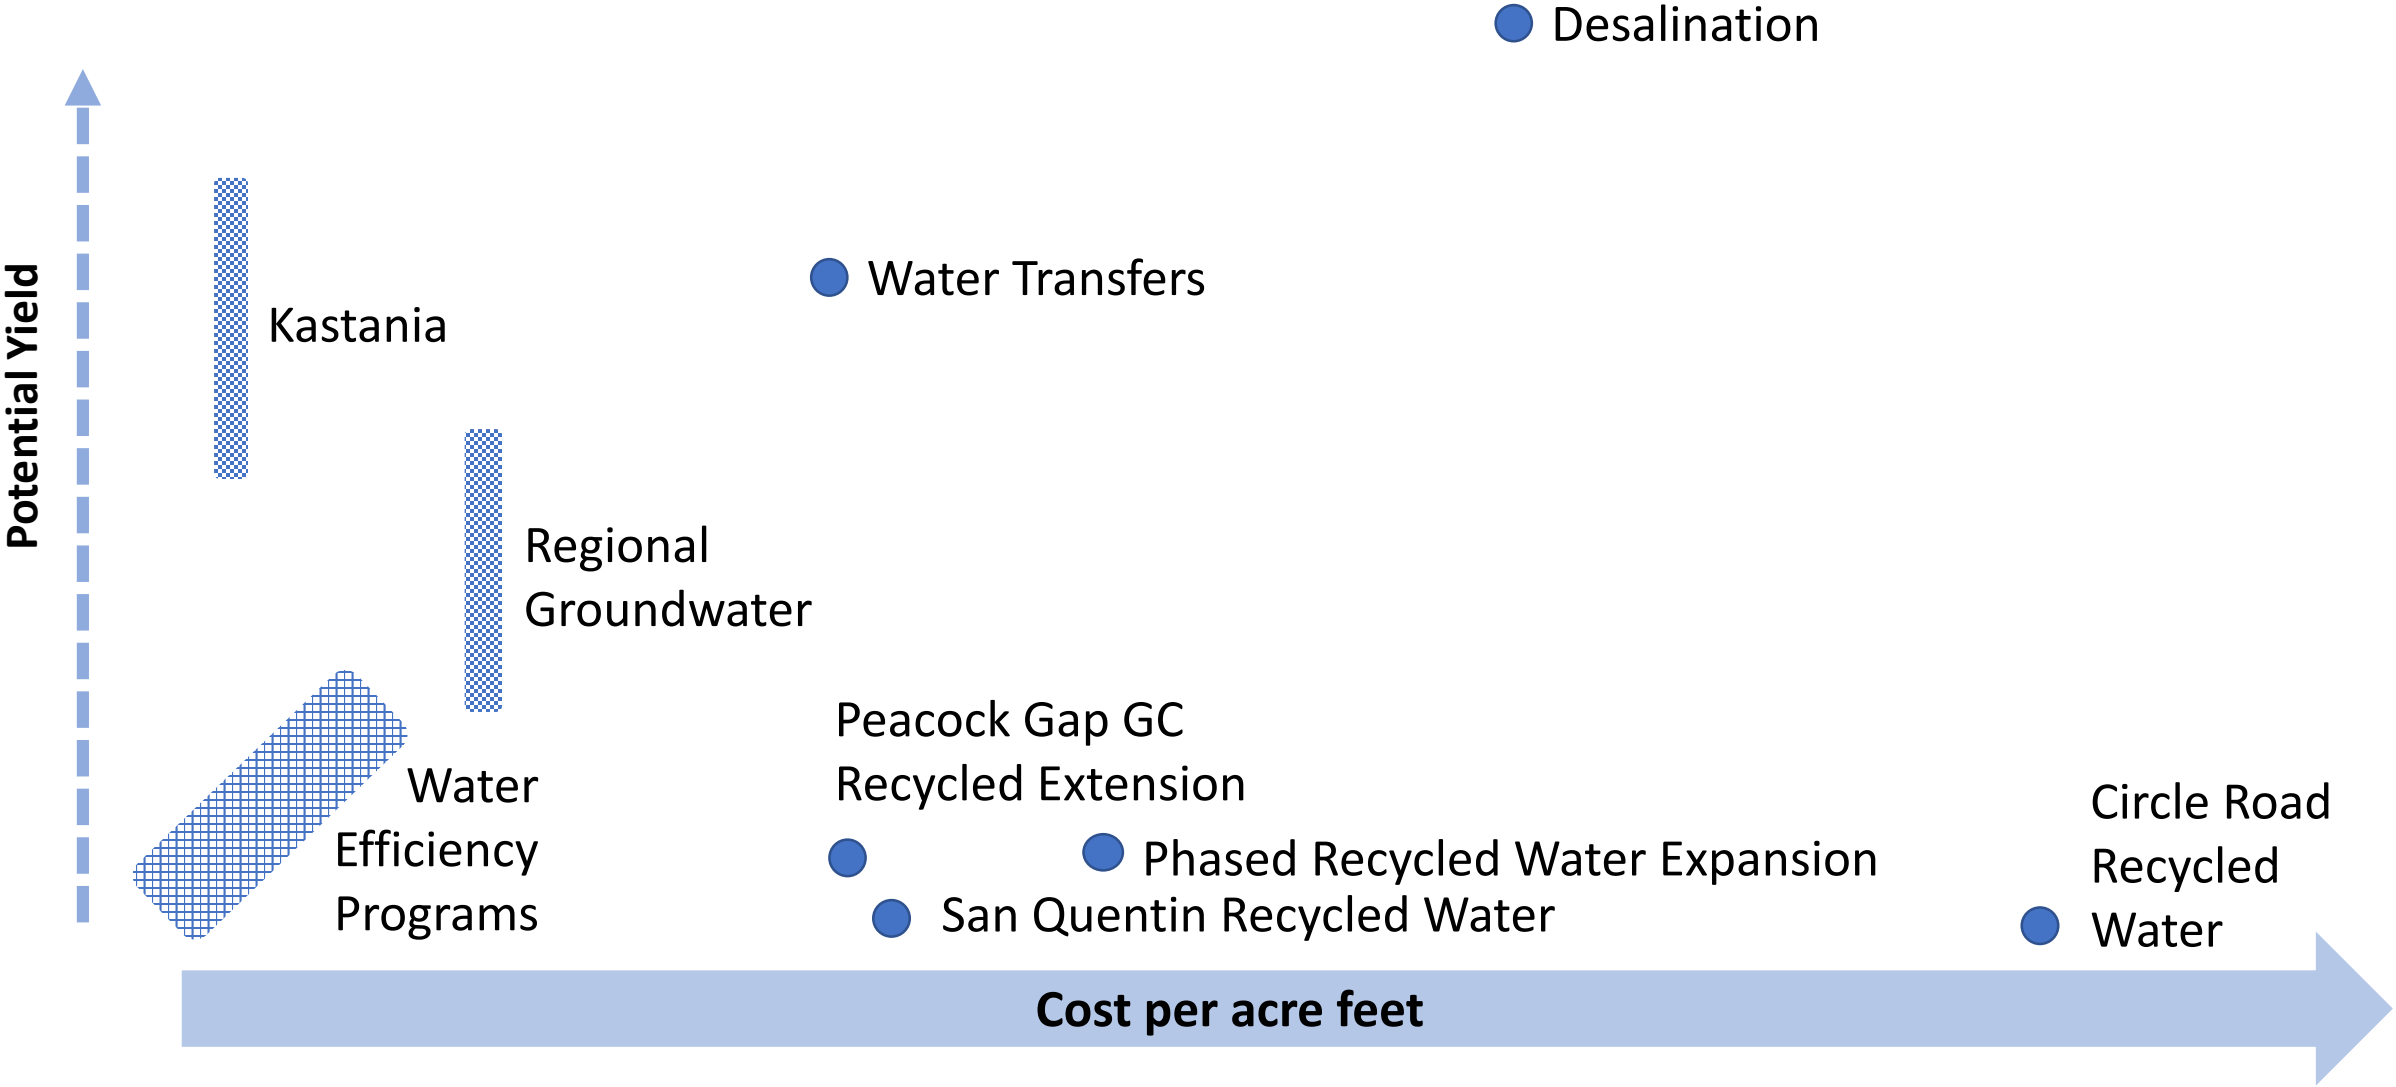 Desalination
Potential Yield
Water Transfers
Kastania
Regional
Groundwater
Peacock Gap GC
Recycled Extension
Water
Efficiency
Programs
Phased Recycled Water Expansion
San Quentin Recycled Water
Circle Road
Recycled
Water
Cost per acre feet